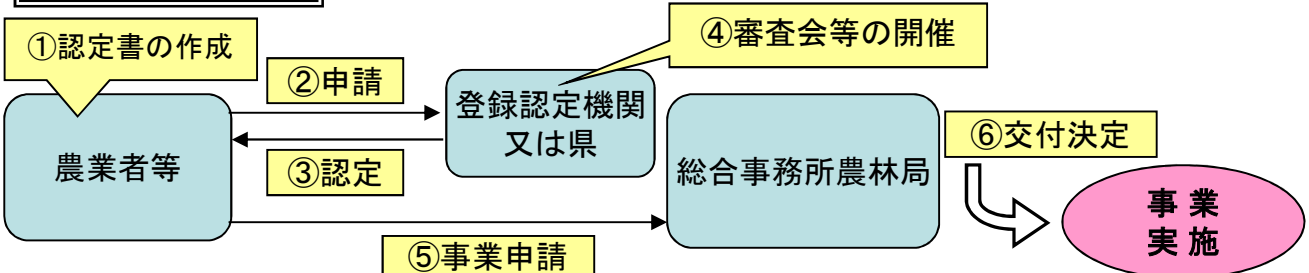 ①認定書の作成
④審査会等の開催
②申請
登録認定機関
又は県
⑥交付決定
農業者等
③認定
総合事務所農林局
事業
実施
⑤事業申請